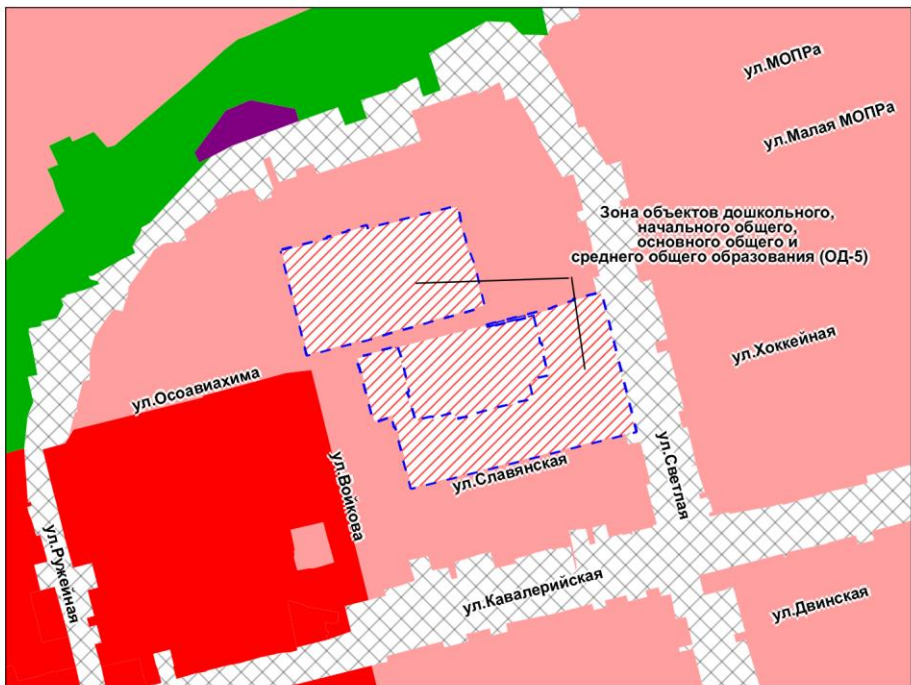 ул.МОПРа
ул.Малая МОПРа
Зона объектов дошкольного,
начального общего,
основного общего и
среднего общего образования (ОД-5)
ул.Хоккейная
ул.Осоавиахима
ул.Войкова
ул.Славянская
ул.Светлая
ул.Ружейная
ул.Кавалерийская
ул.Двинская